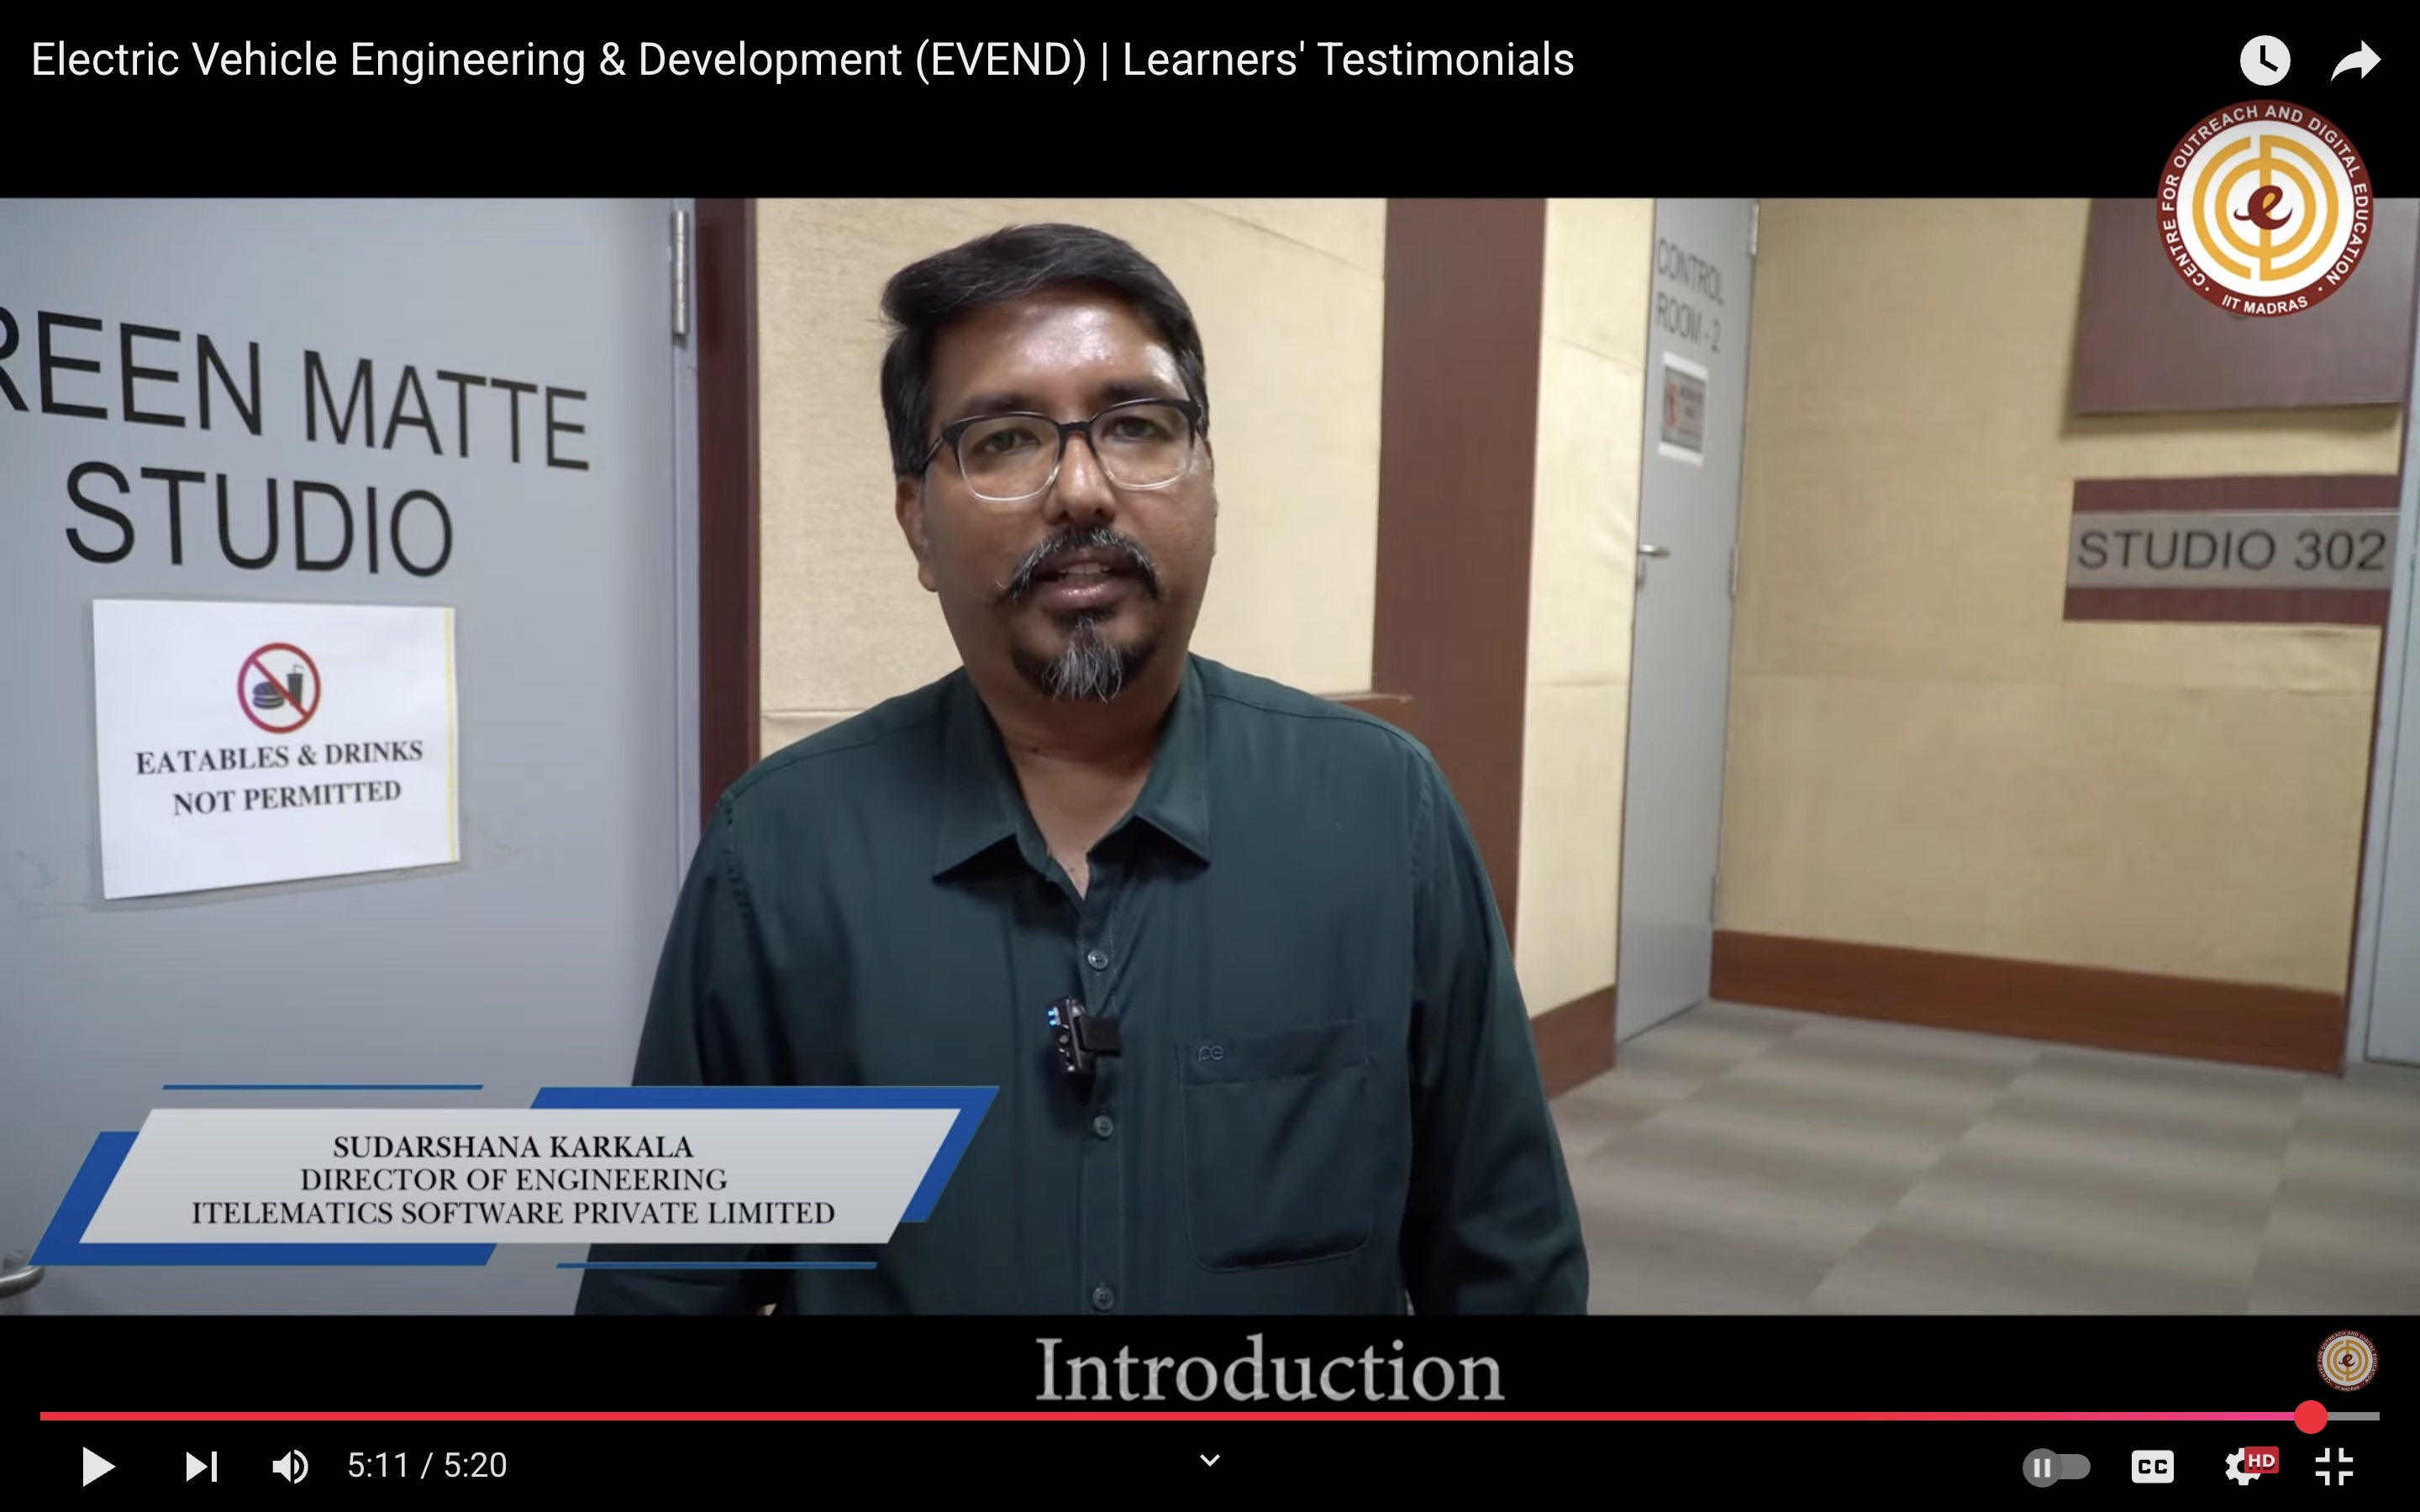 Electric Vehicle Engineering & Development (EVEND) | Learners' Testimonials
CENTRE FOR OUTREACH AND DIGITAL EDUCATION
IIT MADRAS
e
REEN MATTE
STUDIO
EATABLES & DRINKS
NOT PERMITTED
CONTROL
ROOM - 2
STUDIO 302
pe
SUDARSHANA KARKALA
DIRECTOR OF ENGINEERING
ITELEMATICS SOFTWARE PRIVATE LIMITED
Introduction
5:11 / 5:20
CC
HD